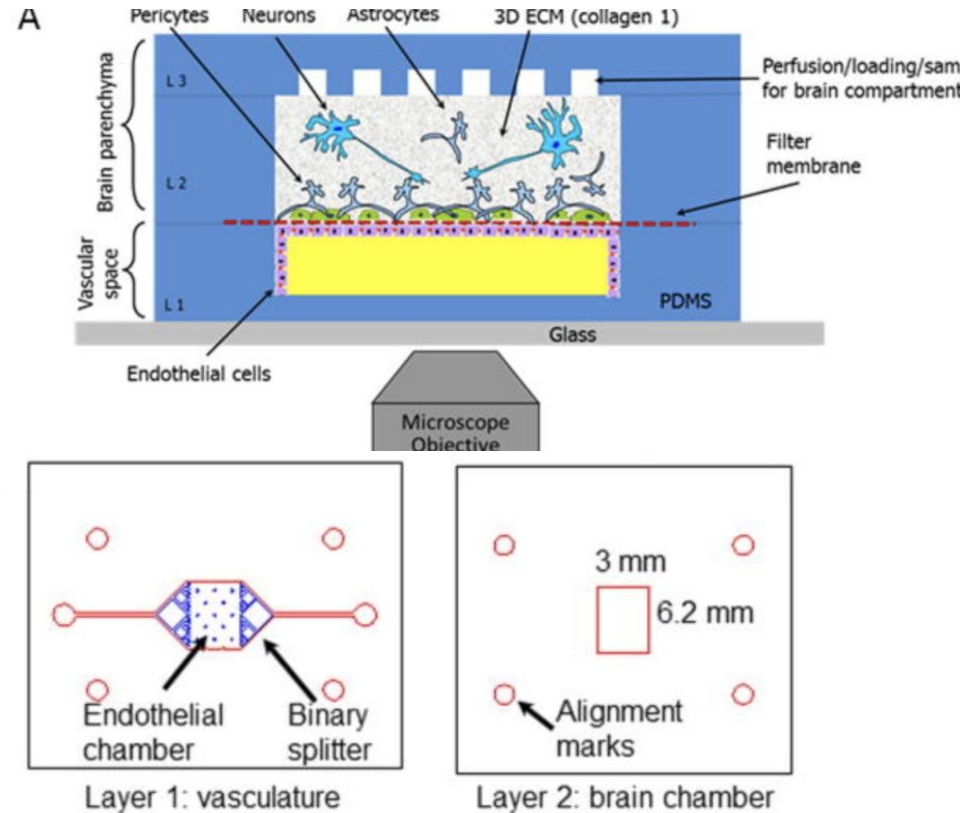 A
Pericytes
Neurons
Astrocytes
3D ECM (collagen 1)
Perfusion/loading/sam
for brain compartment
Filter
membrane
Brain parenchyma
L 3
L 2
Vascular
space
L 1
PDMS
Glass
Endothelial cells
Microscope
Objective
Endothelial
chamber
Binary
splitter
Layer 1: vasculature
3 mm
6.2 mm
Alignment
marks
Layer 2: brain chamber